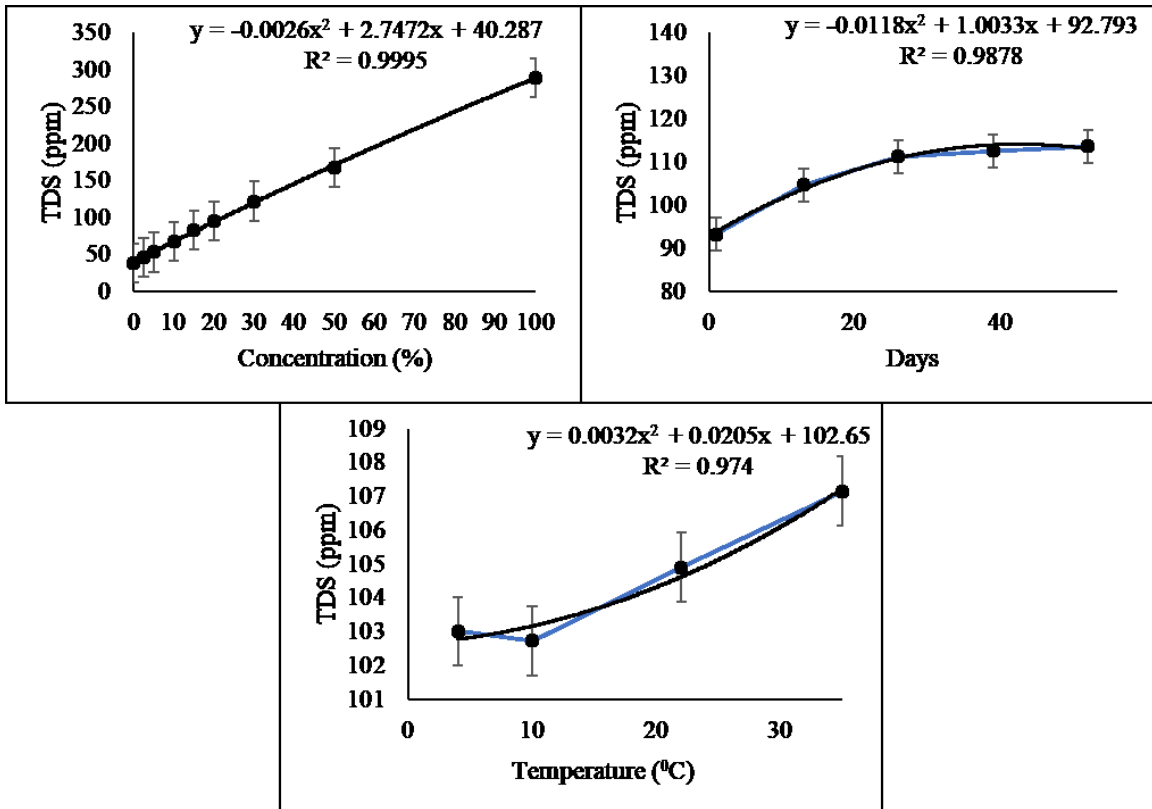 y = -0.0026x² + 2.7472x + 40.287
R² = 0.9995
350
300
250
200
150
100
50
0
TDS (ppm)
0 10 20 30 40 50 60 70 80 90 100
Concentration (%)
y = -0.0118x² + 1.0033x + 92.793
R² = 0.9878
140
130
120
110
100
90
80
TDS (ppm)
0 20 40
Days
y = 0.0032x² + 0.0205x + 102.65
R² = 0.974
109
108
107
106
105
104
103
102
101
TDS (ppm)
0 10 20 30
Temperature (⁰C)